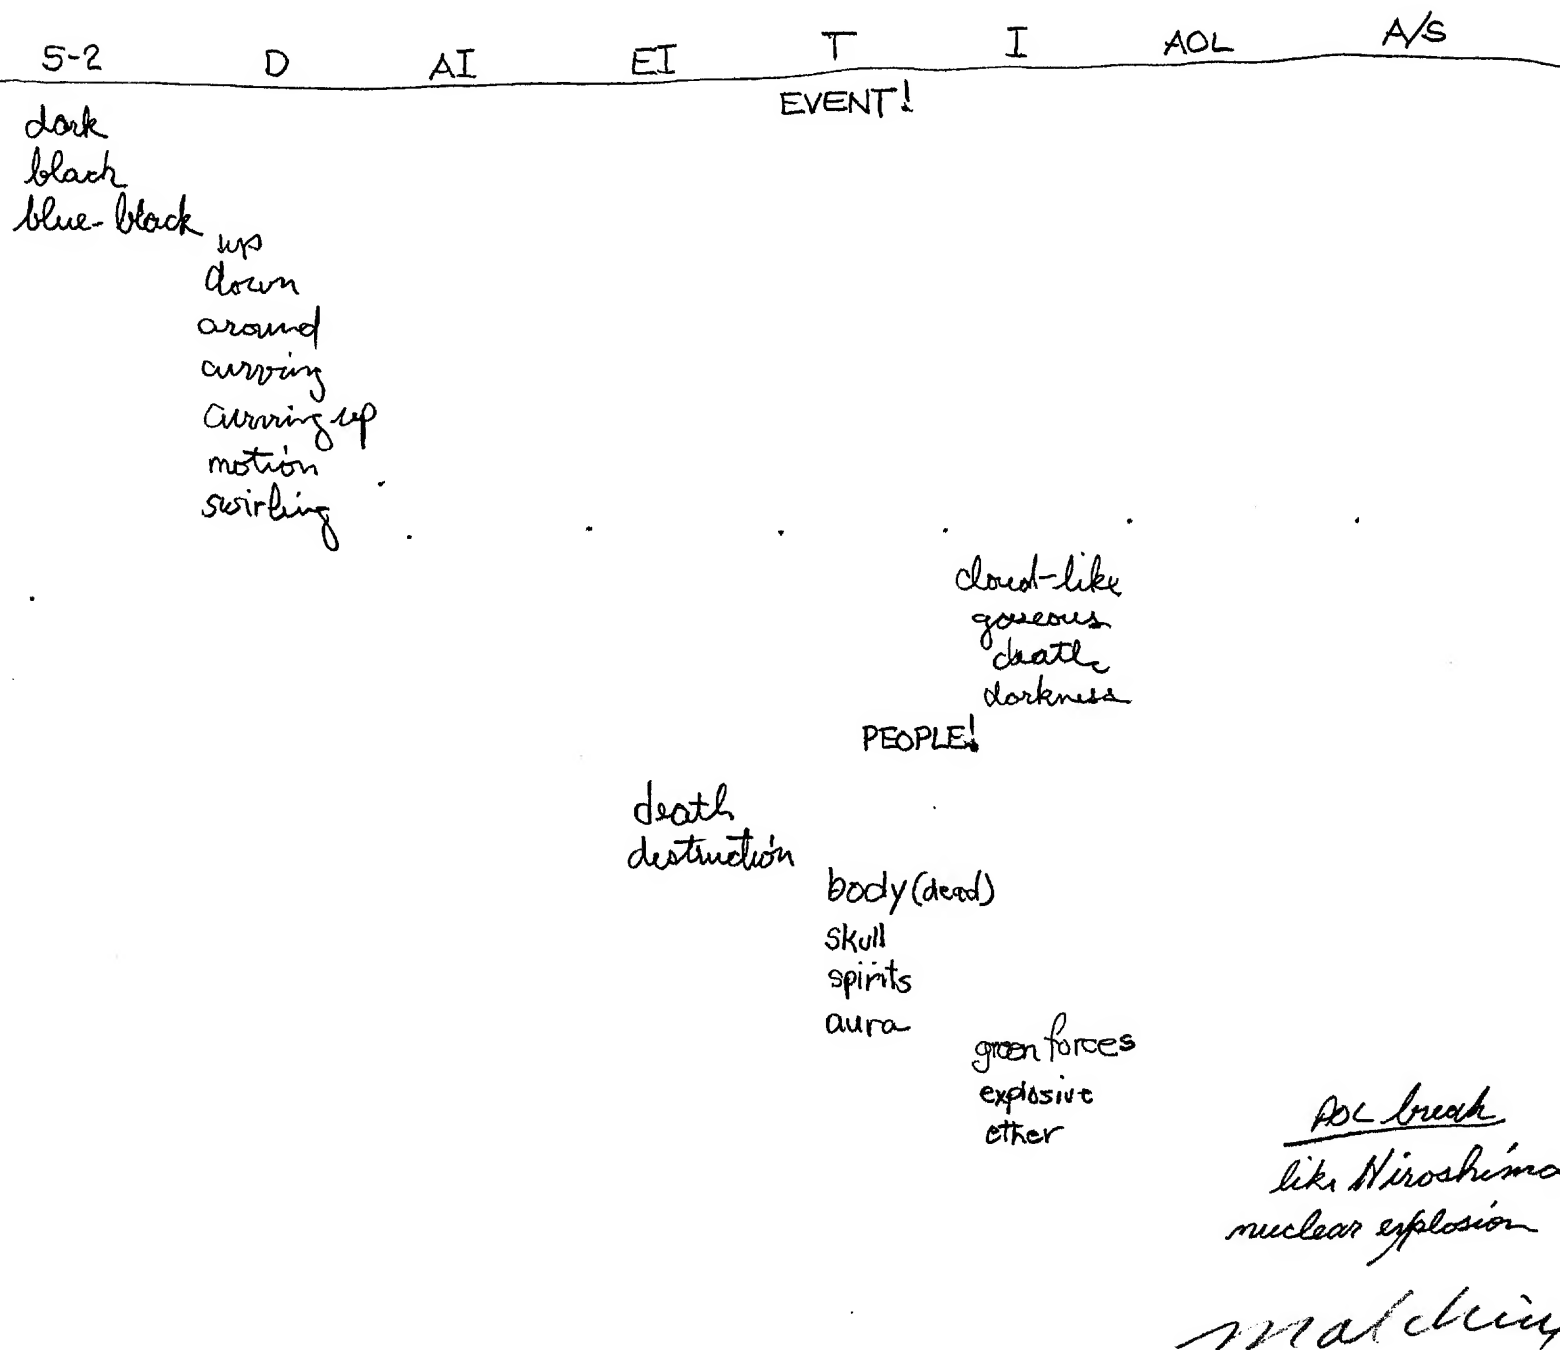 S-2 D AI EI T I AOL A/S
EVENT!
dark
black
blue-black
up
down
around
curving
curving up
motion
swirling
cloud-like
gaseous
death
darkness
PEOPLE!
death
destruction
body (dead)
skull
spirits
aura
green forces
explosive
ether
AOL break
like Hiroshima
nuclear explosion